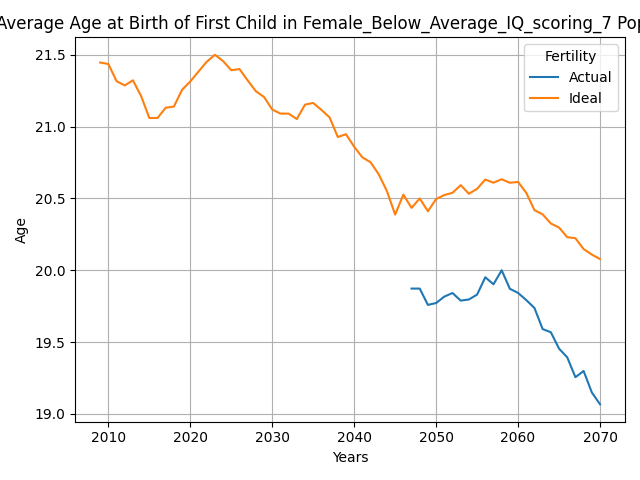 Average Age at Birth of First Child in Female_Below_Average_IQ_scoring_7 Pop
Fertility
Actual
Ideal
21.5
21.0
20.5
20.0
19.5
19.0
Age
2010 2020 2030 2040 2050 2060 2070
Years